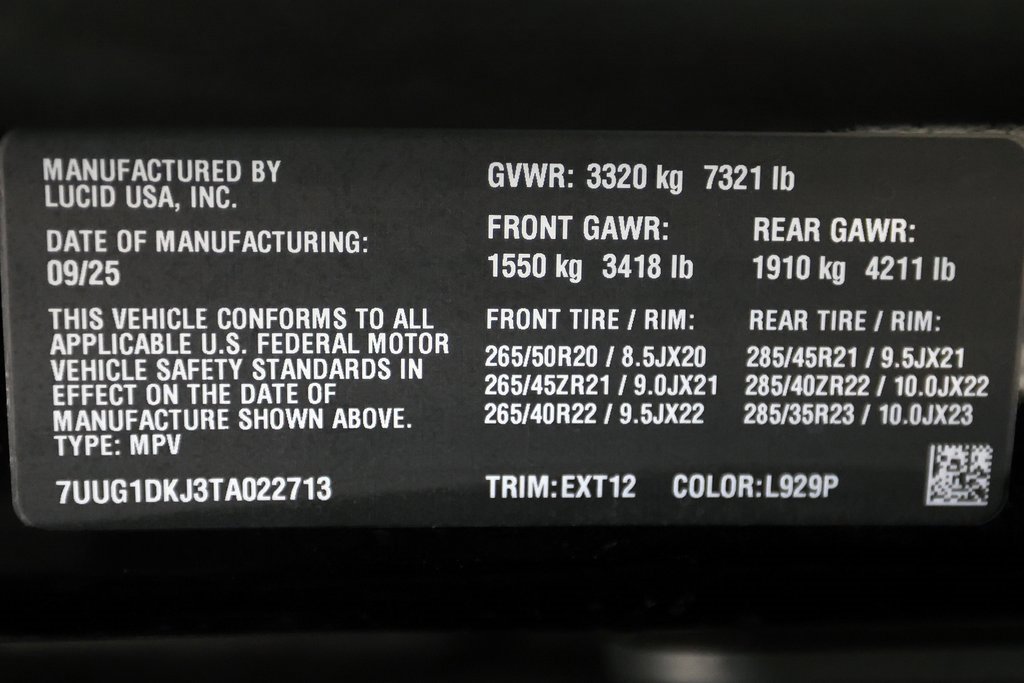 MANUFACTURED BY
LUCID USA, INC.
DATE OF MANUFACTURING:
09/25
THIS VEHICLE CONFORMS TO ALL
APPLICABLE U.S. FEDERAL MOTOR
VEHICLE SAFETY STANDARDS IN
EFFECT ON THE DATE OF
MANUFACTURE SHOWN ABOVE.
TYPE: MPV
7UUG1DKJ3TA022713
GVWR: 3320 kg 7321 lb
FRONT GAWR: REAR GAWR:
1550 kg 3418 lb 1910 kg 4211 lb
FRONT TIRE / RIM: REAR TIRE / RIM:
265/50R20 / 8.5JX20 285/45R21 / 9.5JX21
265/45ZR21 / 9.0JX21 285/40ZR22 / 10.0JX22
265/40R22 / 9.5JX22 285/35R23 / 10.0JX23
TRIM:EXT12 COLOR:L929P